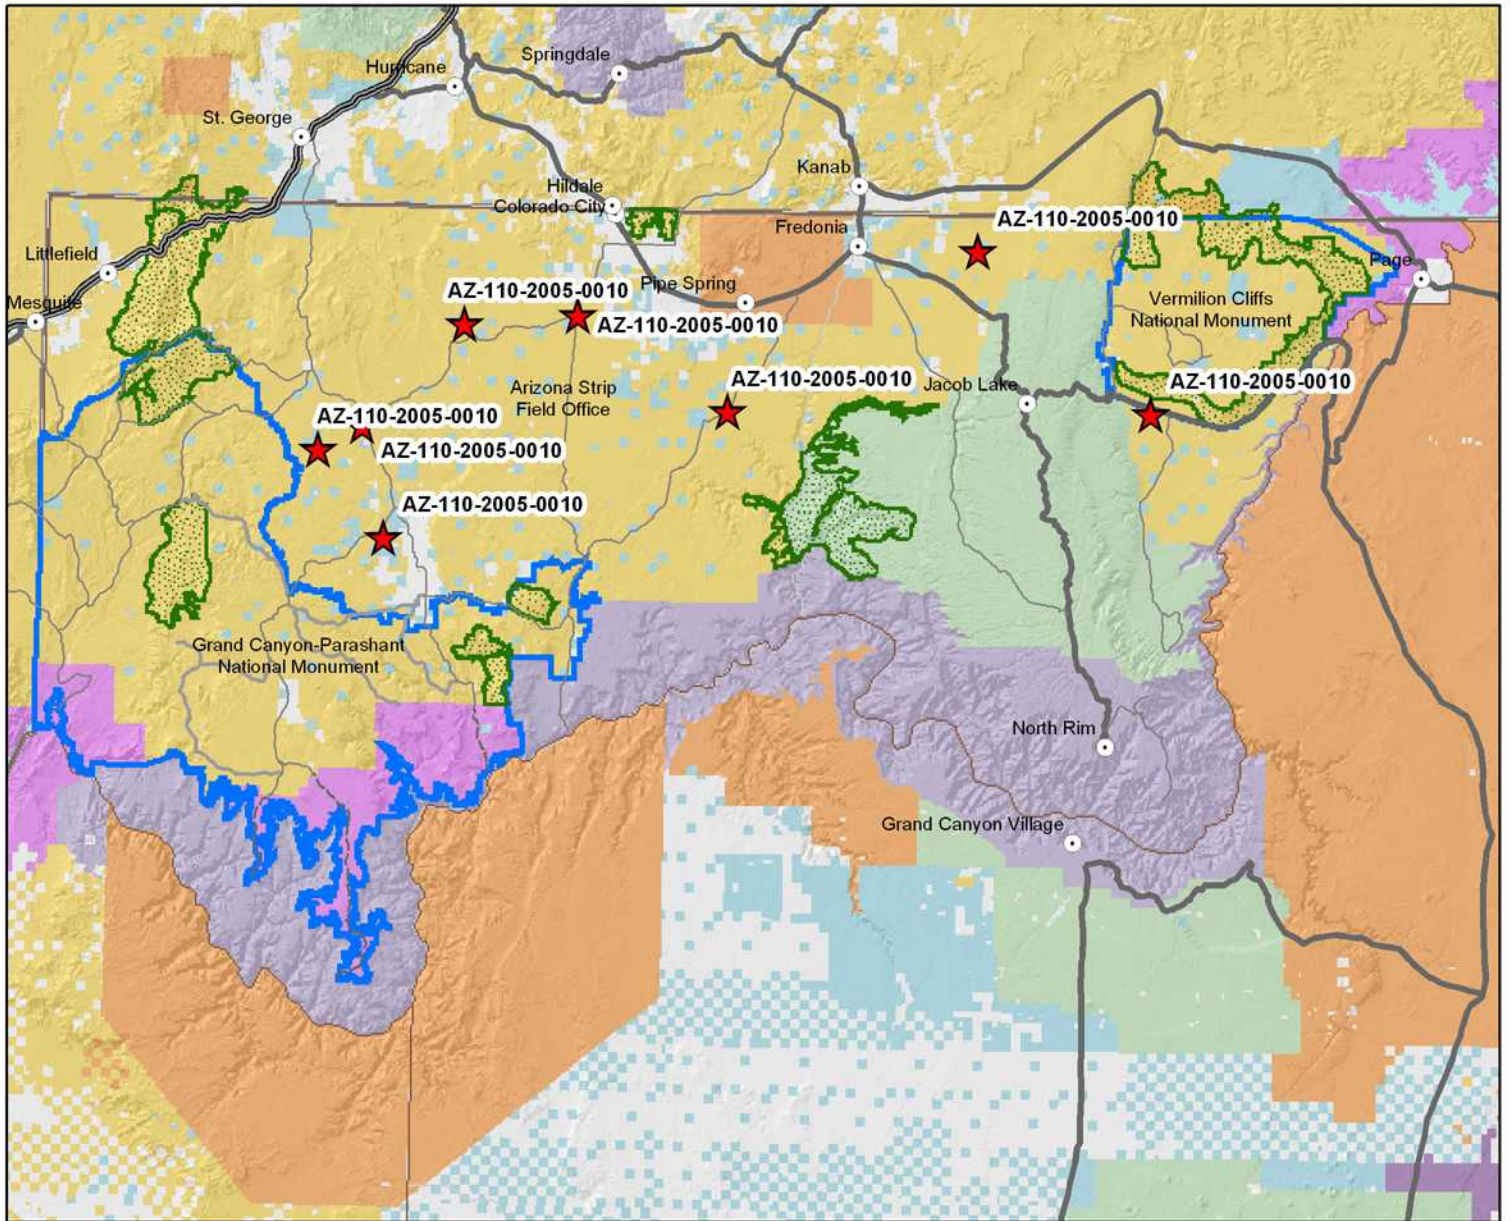 Springdale
Hurricane
St. George
Kanab
Hildale
Colorado City
AZ-110-2005-0010
Fredonia
Littlefield
Page
Pipe Spring
AZ-110-2005-0010
Mesquite
Vermilion Cliffs
National Monument
AZ-110-2005-0010
AZ-110-2005-0010
AZ-110-2005-0010
Jacob Lake
Arizona Strip
Field Office
AZ-110-2005-0010
AZ-110-2005-0010
AZ-110-2005-0010
Grand Canyon-Parashant
National Monument
North Rim
Grand Canyon Village